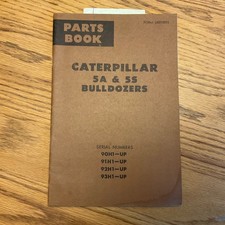 PARTS
BOOK
CATERPILLAR
5A & 5S
BULLDOZERS
SERIAL NUMBERS
90H1—UP
91H1—UP
92H1—UP
93H1—UP